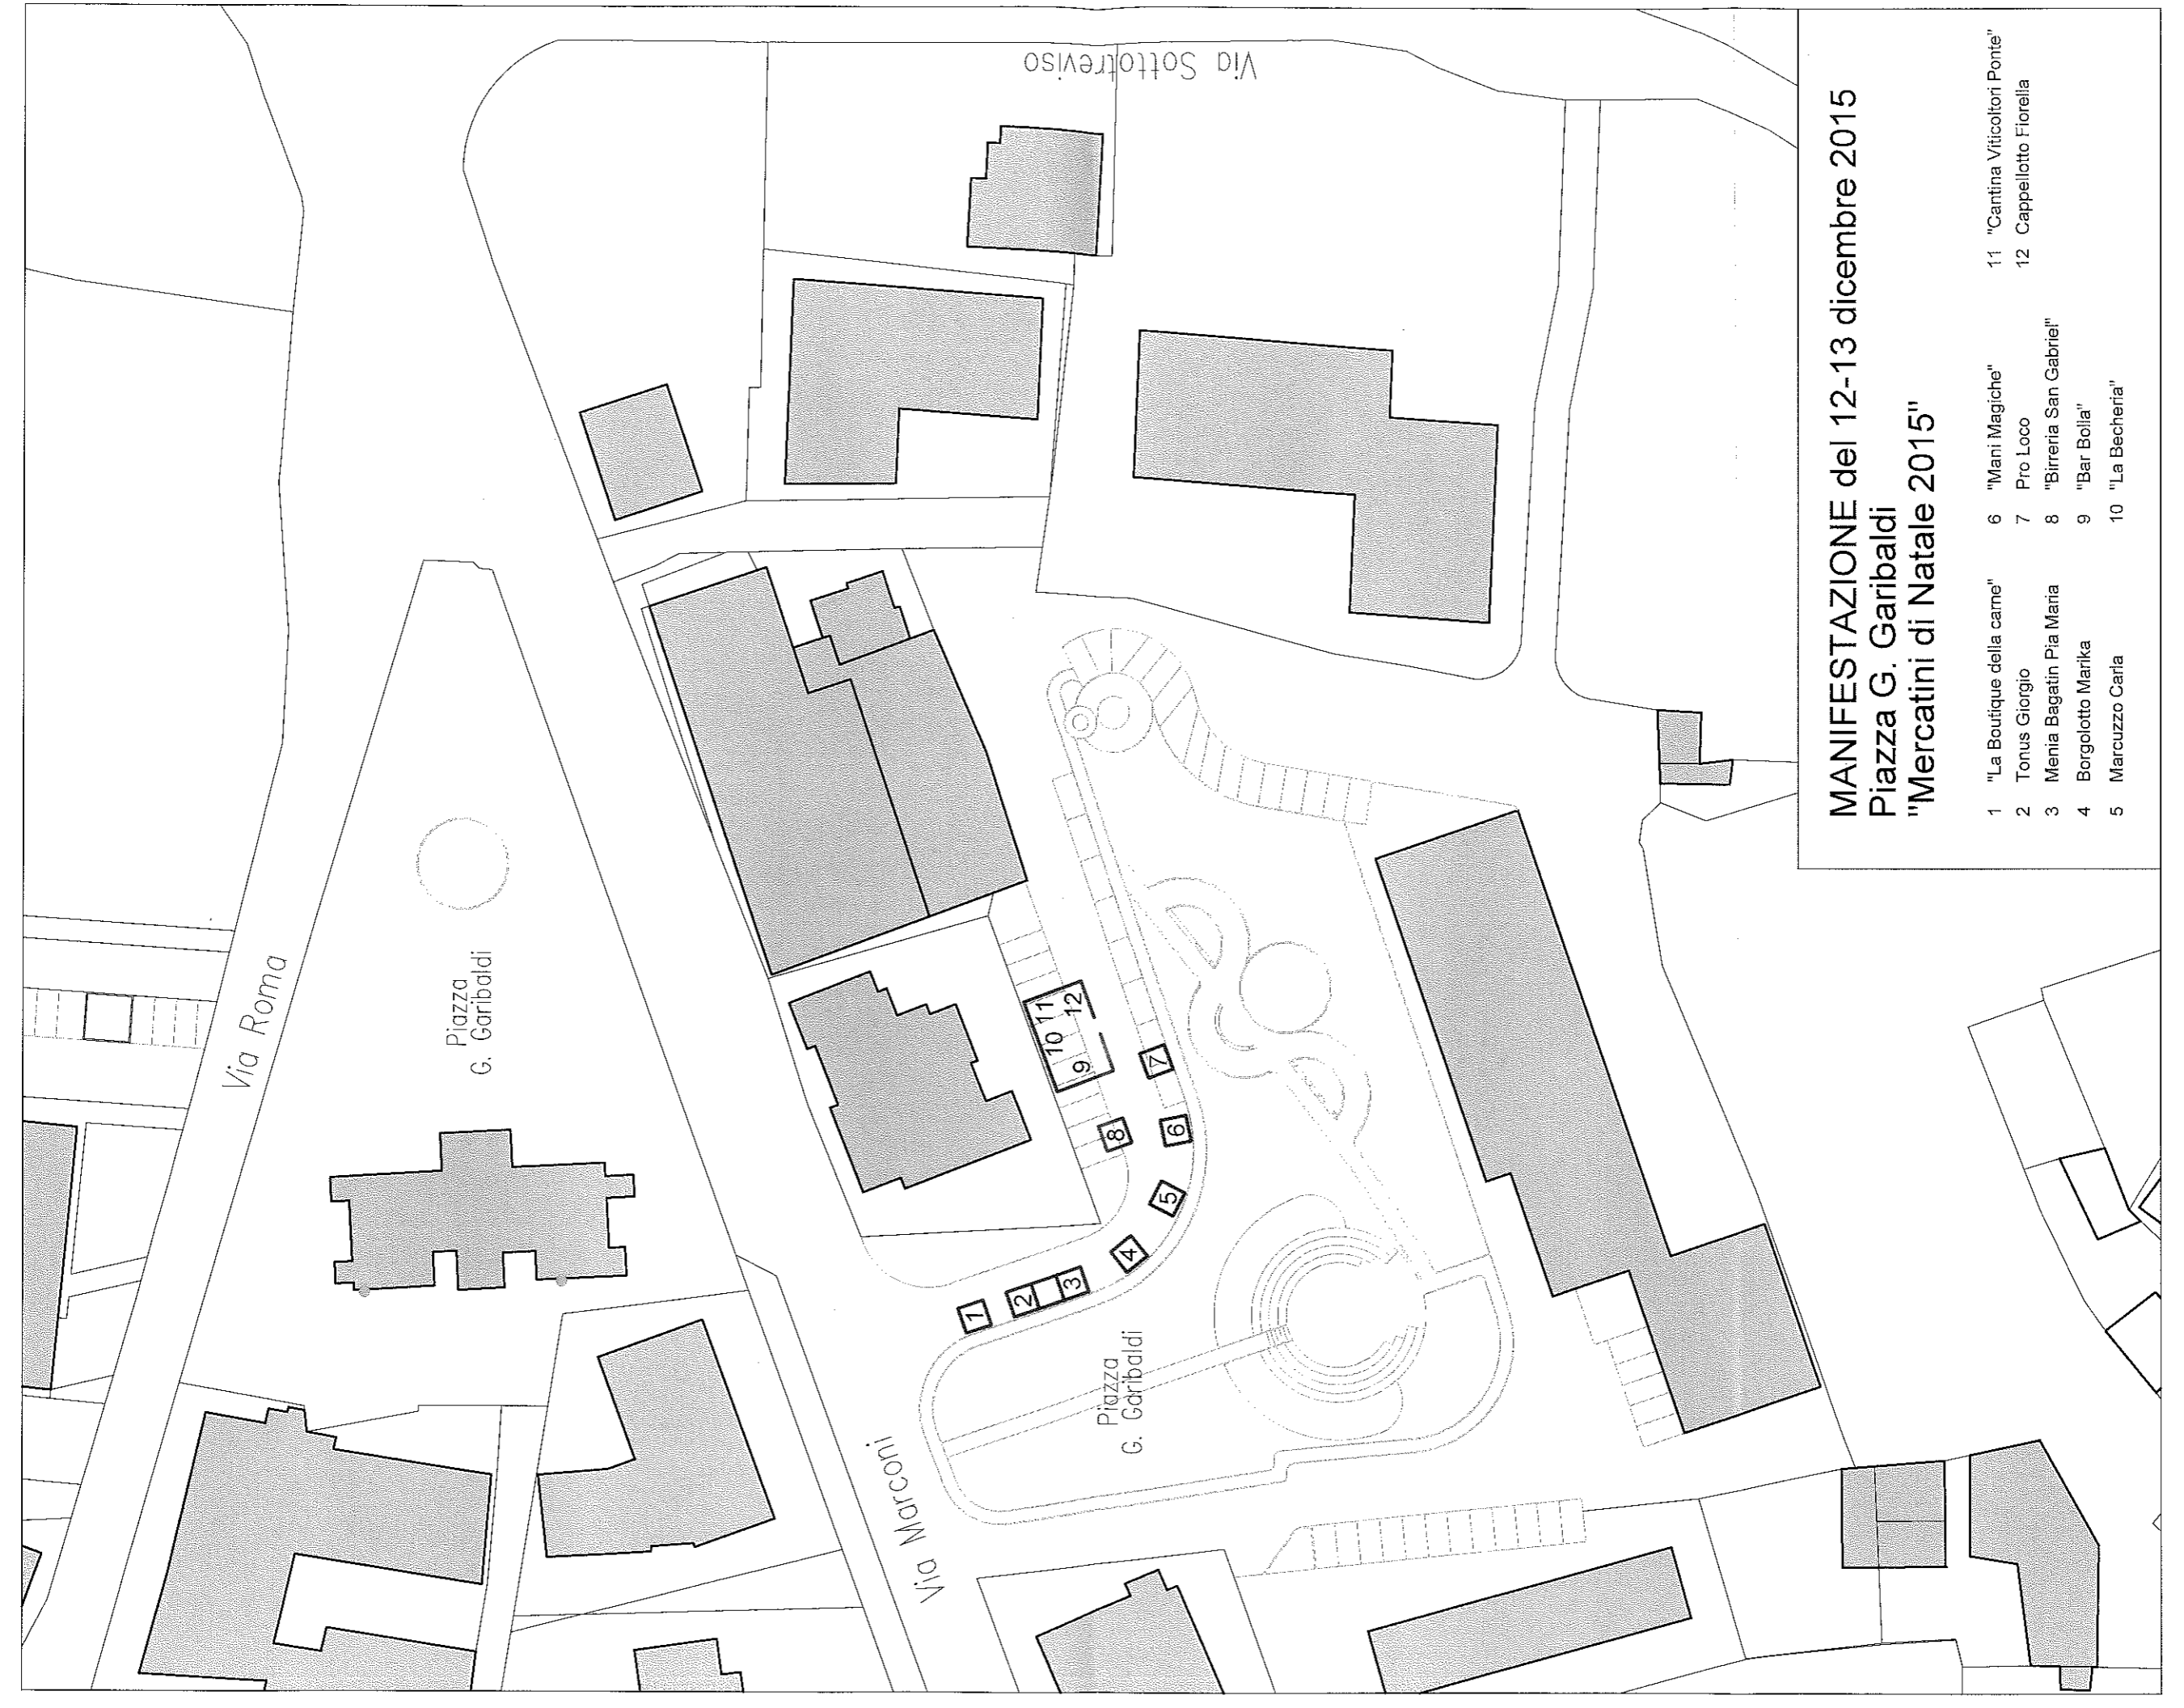 Via Sottotreviso
Via Roma
Piazza
G. Garibaldi
Via Marconi
Piazza
G. Garibaldi
1
2
3
4
5
6
7
8
9
10
11
12
MANIFESTAZIONE del 12-13 dicembre 2015
Piazza G. Garibaldi
"Mercatini di Natale 2015"
1 "La Boutique della carne"
2 Tonus Giorgio
3 Menia Bagatin Pia Maria
4 Borgolotto Marika
5 Marcuzzo Carla
6 "Mani Magiche"
7 Pro Loco
8 "Birreria San Gabriel"
9 "Bar Bolla"
10 "La Becheria"
11 "Cantina Viticoltori Ponte"
12 Cappellotto Fiorella